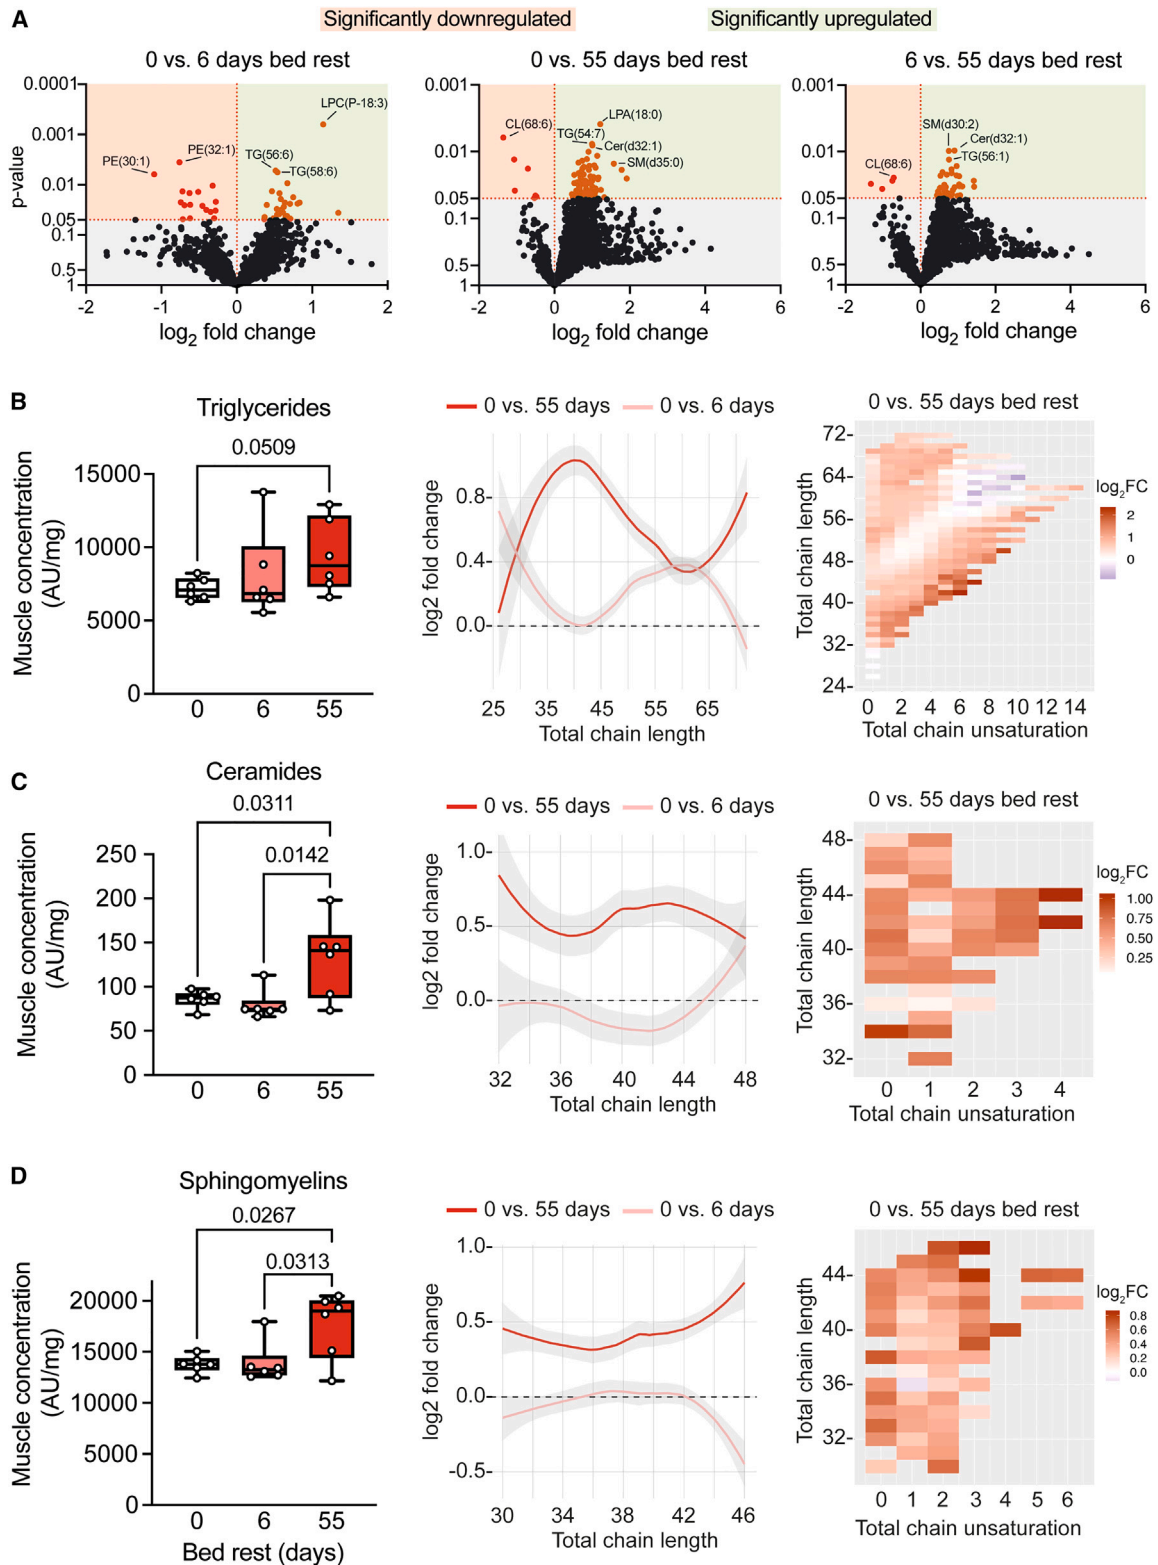 A
Significantly downregulated
Significantly upregulated
0 vs. 6 days bed rest
0 vs. 55 days bed rest
6 vs. 55 days bed rest
p-value
0.0001
0.001
0.01
0.05
0.1
0.5
1
LPC(P-18:3)
PE(32:1)
PE(30:1)
TG(56:6)
TG(58:6)
-2 -1 0 1 2
log2 fold change
0.001
0.01
0.05
0.1
0.5
1
LPA(18:0)
CL(68:6)
TG(54:7)
Cer(d32:1)
SM(d35:0)
-2 0 2 4 6
log2 fold change
0.001
0.01
0.05
0.1
0.5
1
SM(d30:2)
Cer(d32:1)
TG(56:1)
CL(68:6)
-2 0 2 4 6
log2 fold change
B
Triglycerides
0.0509
Muscle concentration
(AU/mg)
15000
10000
5000
0
0 6 55
0 vs. 55 days 0 vs. 6 days
log2 fold change
0.8
0.4
0.0
25 35 45 55 65
Total chain length
0 vs. 55 days bed rest
Total chain length
72
64
56
48
40
32
24
0 2 4 6 8 10 12 14
Total chain unsaturation
log2FC
2
1
0
C
Ceramides
0.0311
0.0142
Muscle concentration
(AU/mg)
250
200
150
100
50
0
0 6 55
0 vs. 55 days 0 vs. 6 days
log2 fold change
1.0
0.5
0.0
32 36 40 44 48
Total chain length
0 vs. 55 days bed rest
Total chain length
48
44
40
36
32
0 1 2 3 4
Total chain unsaturation
log2FC
1.00
0.75
0.50
0.25
D
Sphingomyelins
0.0267
0.0313
Muscle concentration
(AU/mg)
20000
15000
10000
5000
0
0 6 55
Bed rest (days)
0 vs. 55 days 0 vs. 6 days
log2 fold change
1.0
0.5
0.0
-0.5
30 34 38 42 46
Total chain length
0 vs. 55 days bed rest
Total chain length
44
40
36
32
0 1 2 3 4 5 6
Total chain unsaturation
log2FC
0.8
0.6
0.4
0.2
0.0